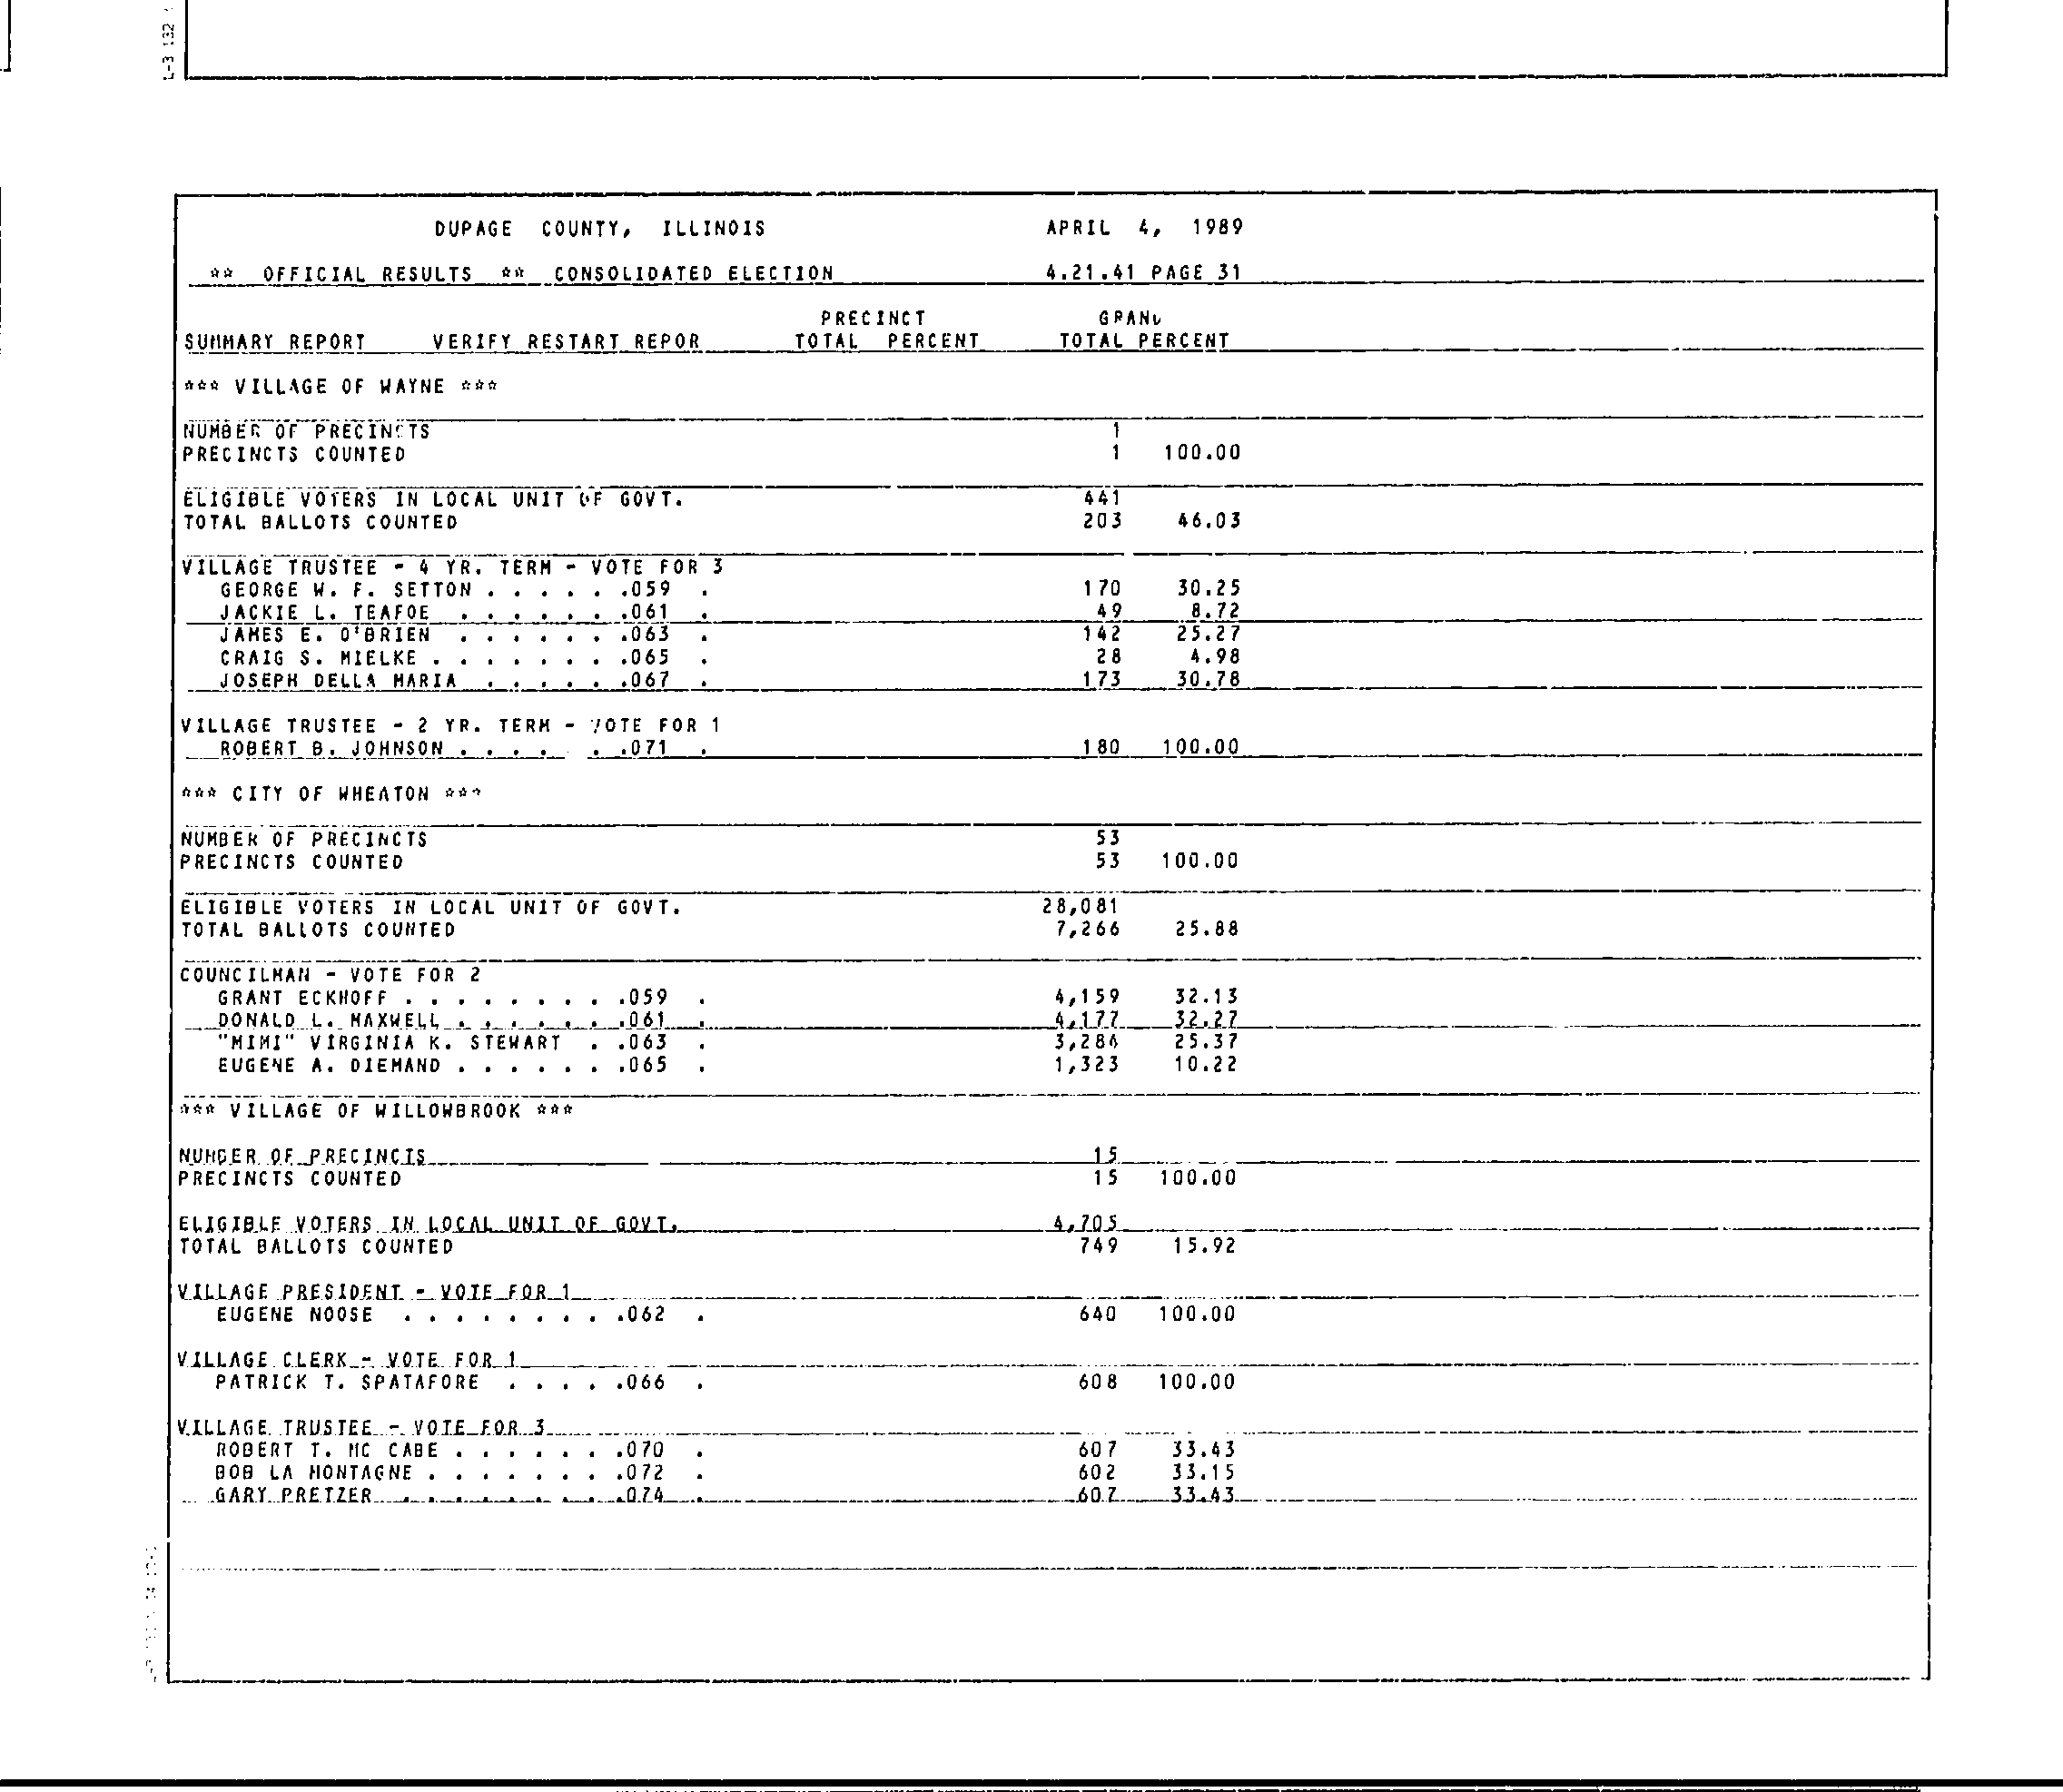 L-3 132
DUPAGE COUNTY, ILLINOIS APRIL 4, 1989
** OFFICIAL RESULTS ** CONSOLIDATED ELECTION 4.21.41 PAGE 31
PRECINCT GRAND
SUMMARY REPORT VERIFY RESTART REPOR TOTAL PERCENT TOTAL PERCENT
*** VILLAGE OF WAYNE ***
NUMBER OF PRECINCTS 1
PRECINCTS COUNTED 1 100.00
ELIGIBLE VOTERS IN LOCAL UNIT OF GOVT. 441
TOTAL BALLOTS COUNTED 203 46.03
VILLAGE TRUSTEE - 4 YR. TERM - VOTE FOR 3
GEORGE W. F. SETTON . . . . . .059 . 170 30.25
JACKIE L. TEAFOE . . . . . . .061 . 49 8.72
JAMES E. O'BRIEN . . . . . . .063 . 142 25.27
CRAIG S. MIELKE . . . . . . . .065 . 28 4.98
JOSEPH DELLA MARIA . . . . . .067 . 173 30.78
VILLAGE TRUSTEE - 2 YR. TERM - VOTE FOR 1
ROBERT B. JOHNSON . . . . . . .071 . 180 100.00
*** CITY OF WHEATON ***
NUMBER OF PRECINCTS 53
PRECINCTS COUNTED 53 100.00
ELIGIBLE VOTERS IN LOCAL UNIT OF GOVT. 28,081
TOTAL BALLOTS COUNTED 7,266 25.88
COUNCILMAN - VOTE FOR 2
GRANT ECKHOFF . . . . . . . . .059 . 4,159 32.13
DONALD L. MAXWELL . . . . . . .061 . 4,177 32.27
"MIMI" VIRGINIA K. STEWART . .063 . 3,284 25.37
EUGENE A. DIEMAND . . . . . . .065 . 1,323 10.22
*** VILLAGE OF WILLOWBROOK ***
NUMBER OF PRECINCTS 15
PRECINCTS COUNTED 15 100.00
ELIGIBLE VOTERS IN LOCAL UNIT OF GOVT. 4,705
TOTAL BALLOTS COUNTED 749 15.92
VILLAGE PRESIDENT - VOTE FOR 1
EUGENE NOOSE . . . . . . . . .062 . 640 100.00
VILLAGE CLERK - VOTE FOR 1
PATRICK T. SPATAFORE . . . . .066 . 608 100.00
VILLAGE TRUSTEE - VOTE FOR 3
ROBERT T. MC CABE . . . . . . .070 . 607 33.43
BOB LA MONTAGNE . . . . . . . .072 . 602 33.15
GARY PRETZER . . . . . . . . .074 . 607 33.43